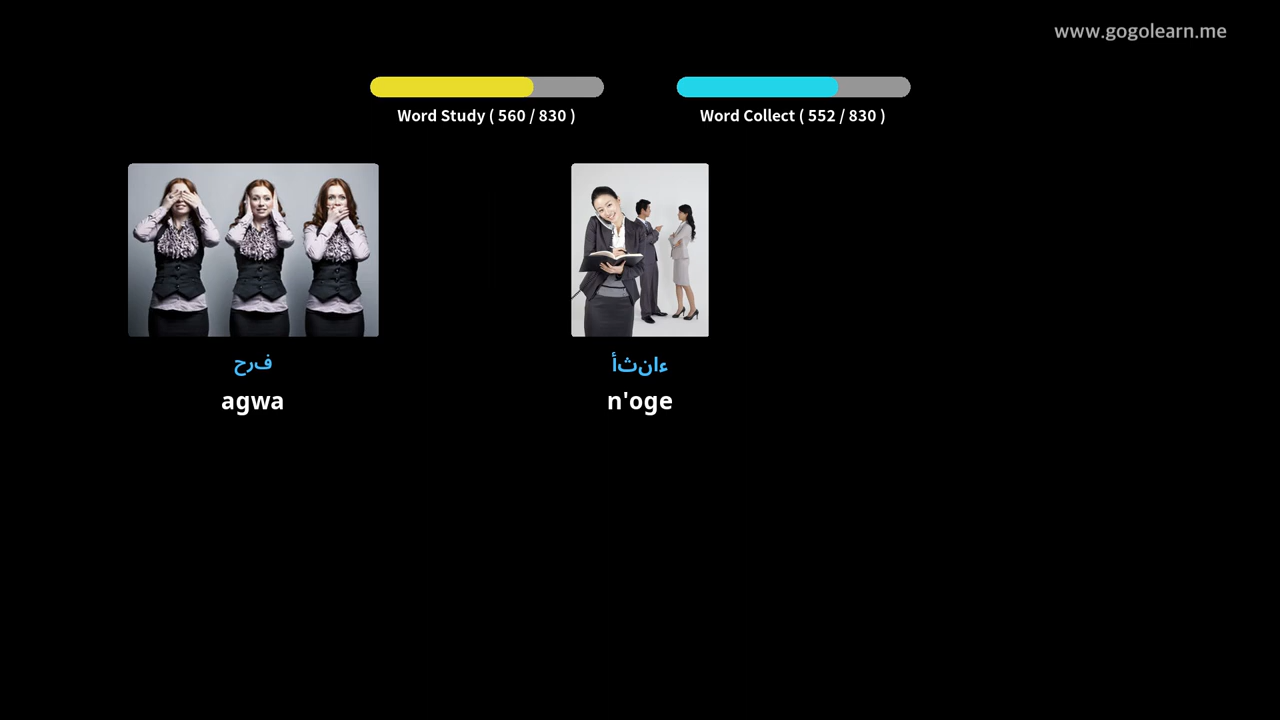 www.gogolearn.me
Word Study ( 560 / 830 )
Word Collect ( 552 / 830 )
فرح
ءانثأ
agwa
n'oge